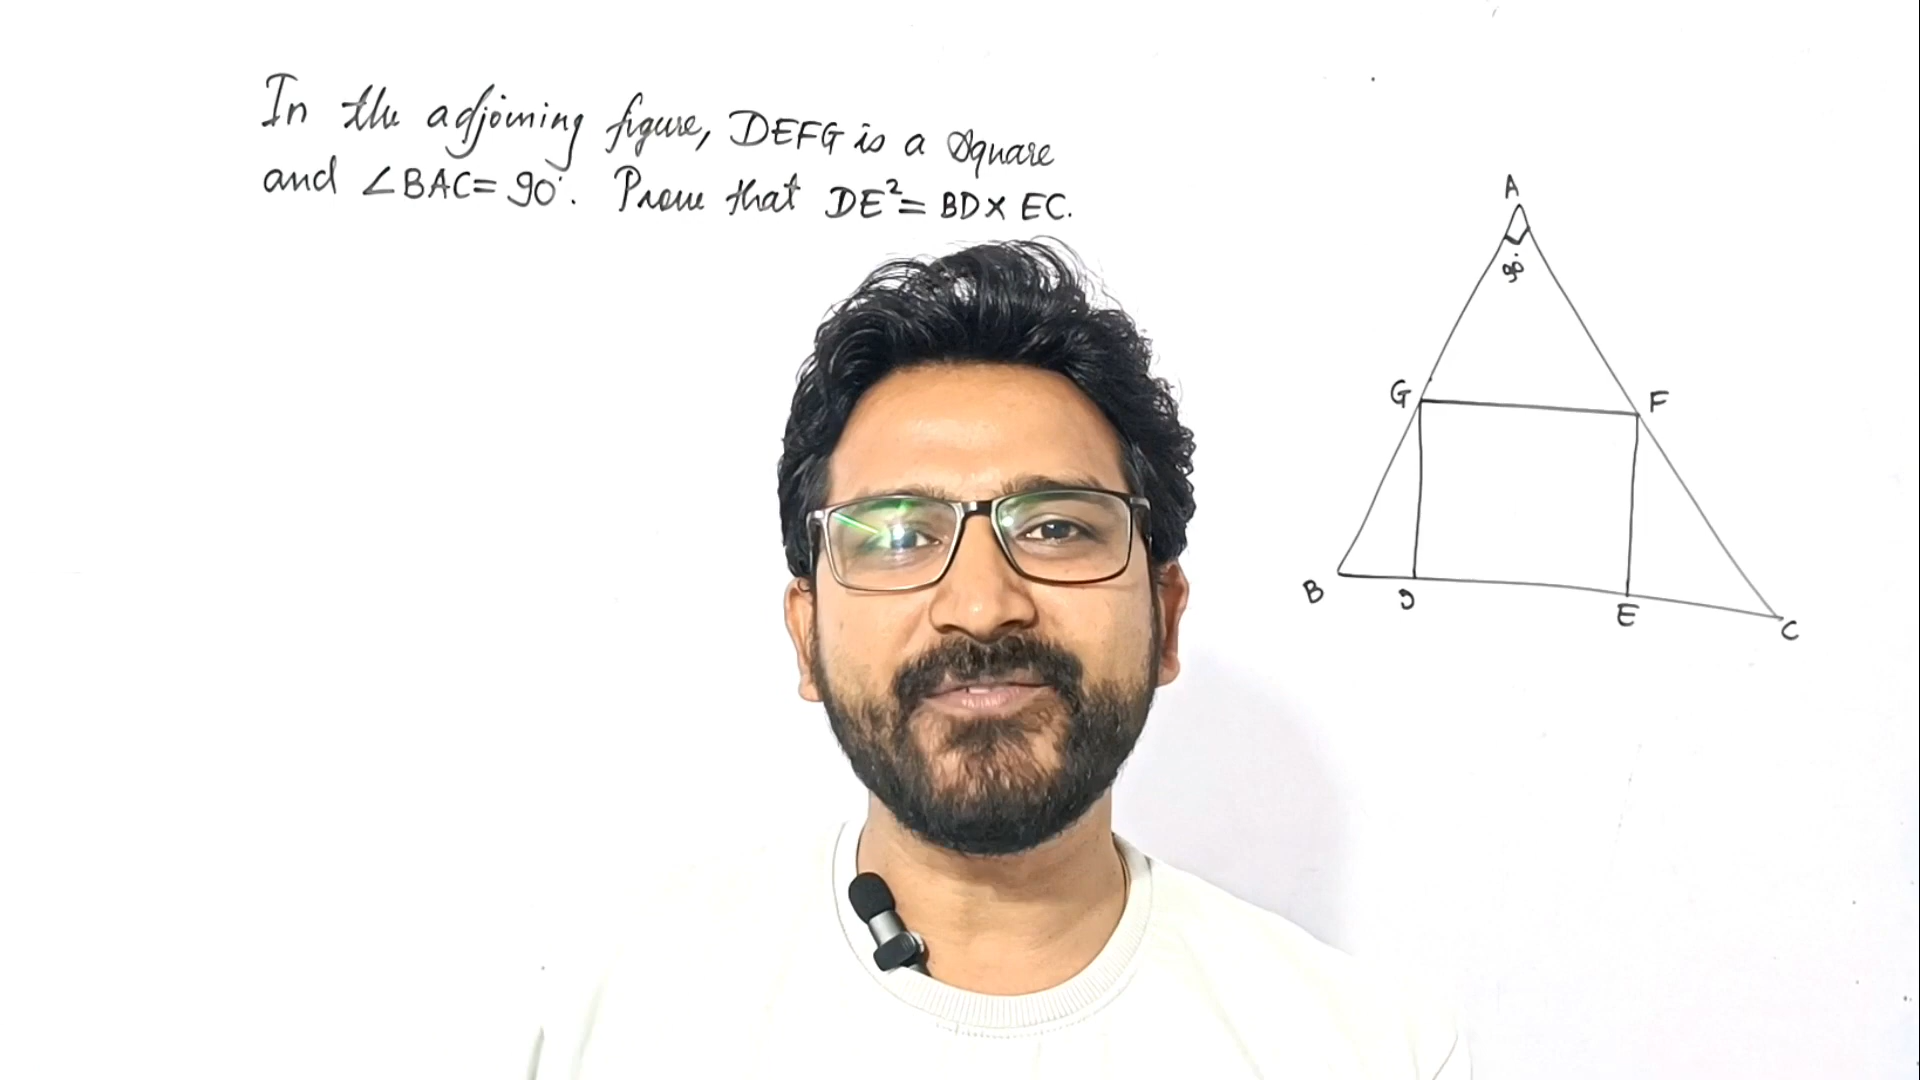 In the adjoining figure, DEFG is a square
and ∠BAC = 90°. Prove that DE² = BD × EC.
A
90°
G
F
B
D
E
C